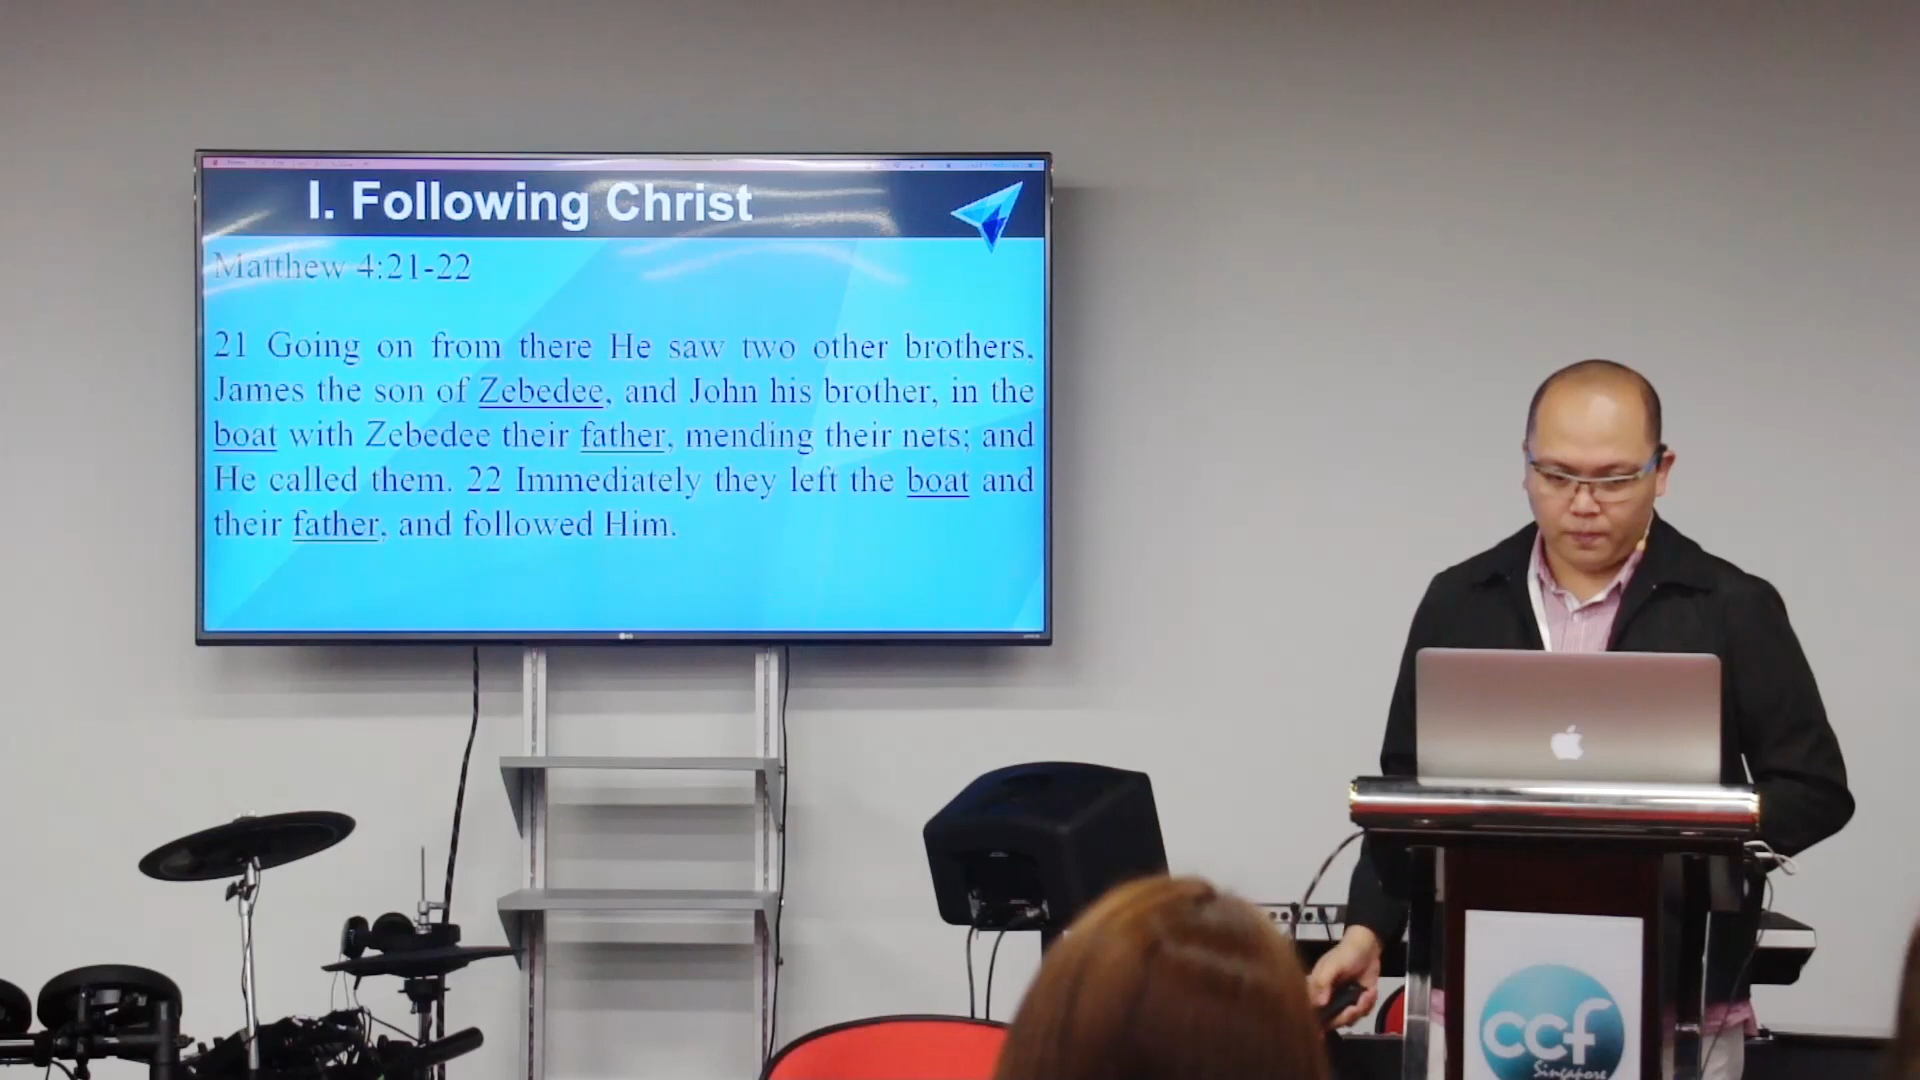 I. Following Christ
Matthew 4:21-22
21 Going on from there He saw two other brothers,
James the son of Zebedee, and John his brother, in the
boat with Zebedee their father, mending their nets; and
He called them. 22 Immediately they left the boat and
their father, and followed Him.
LG
ccf
Singapore